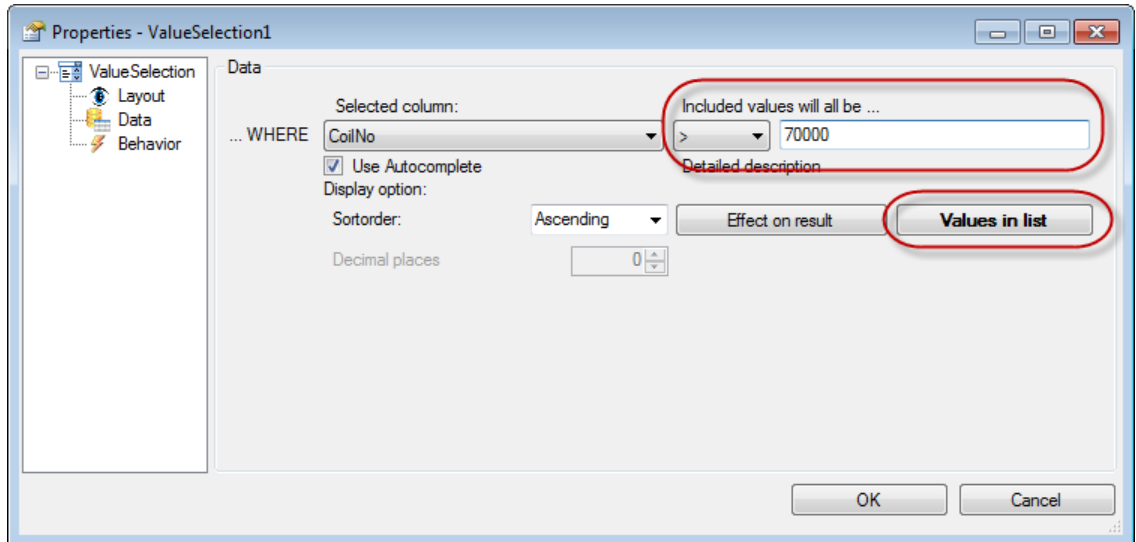 Properties - ValueSelection1
ValueSelection
Layout
Data
Behavior
Data
Selected column:
Included values will all be ...
... WHERE
CoilNo
>
70000
Use Autocomplete
Detailed description
Display option:
Sortorder:
Ascending
Effect on result
Values in list
Decimal places
0
OK
Cancel